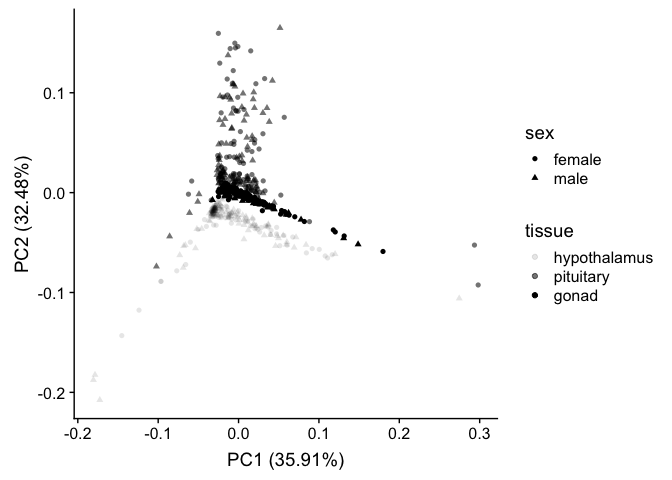 PC2 (32.48%)
0.1
0.0
-0.1
-0.2
-0.2
-0.1
0.0
0.1
0.2
0.3
PC1 (35.91%)
sex
female
male
tissue
hypothalamus
pituitary
gonad